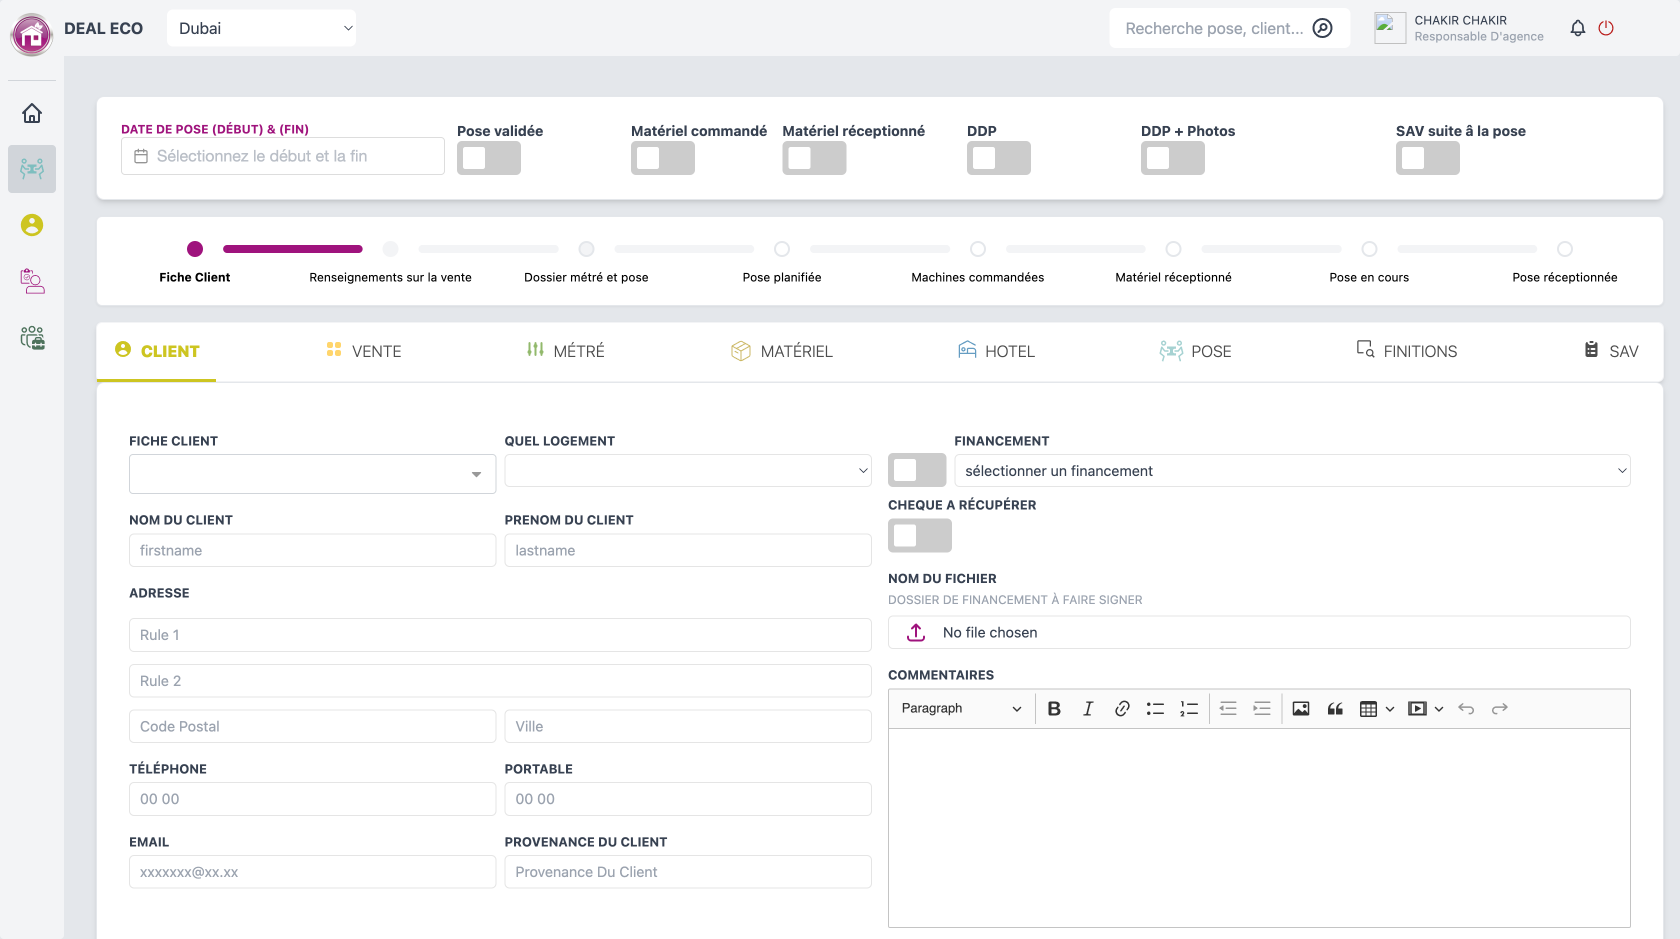 DEAL ECO
Dubai
Recherche pose, client...
CHAKIR CHAKIR
Responsable D'agence
DATE DE POSE (DÉBUT) & (FIN)
Sélectionnez le début et la fin
Pose validée
Matériel commandé
Matériel réceptionné
DDP
DDP + Photos
SAV suite â la pose
Fiche Client
Renseignements sur la vente
Dossier métré et pose
Pose planifiée
Machines commandées
Matériel réceptionné
Pose en cours
Pose réceptionnée
CLIENT
VENTE
MÉTRÉ
MATÉRIEL
HOTEL
POSE
FINITIONS
SAV
FICHE CLIENT
QUEL LOGEMENT
FINANCEMENT
sélectionner un financement
CHEQUE A RÉCUPÉRER
NOM DU CLIENT
PRENOM DU CLIENT
firstname
lastname
NOM DU FICHIER
DOSSIER DE FINANCEMENT À FAIRE SIGNER
No file chosen
ADRESSE
Rule 1
Rule 2
Code Postal
Ville
TÉLÉPHONE
PORTABLE
00 00
00 00
EMAIL
PROVENANCE DU CLIENT
xxxxxxx@xx.xx
Provenance Du Client
COMMENTAIRES
Paragraph